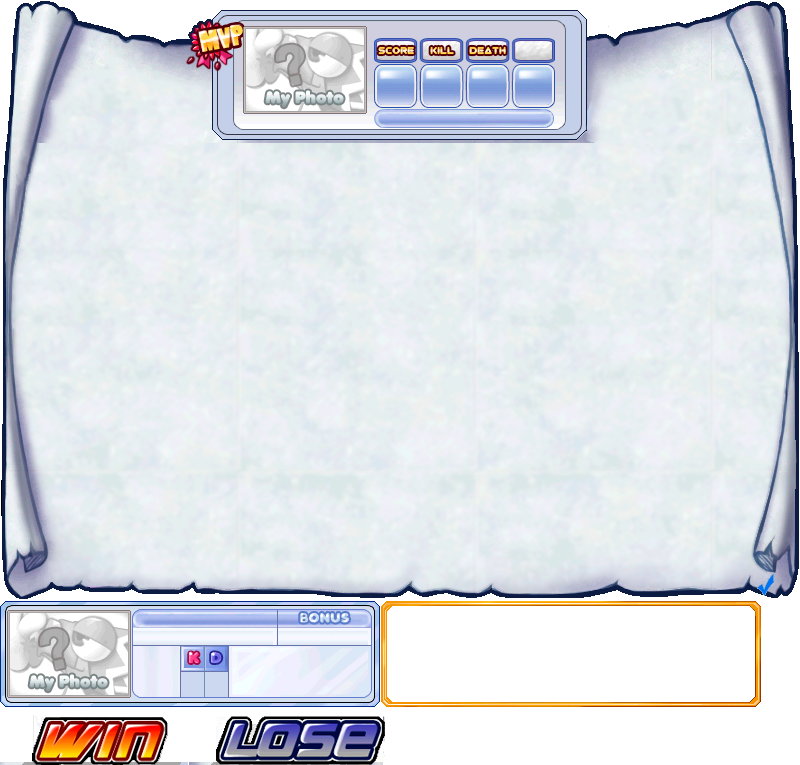 MVP
SCORE KILL DEATH
?
My Photo
BONUS
?
K D
My Photo
WIN LOSE